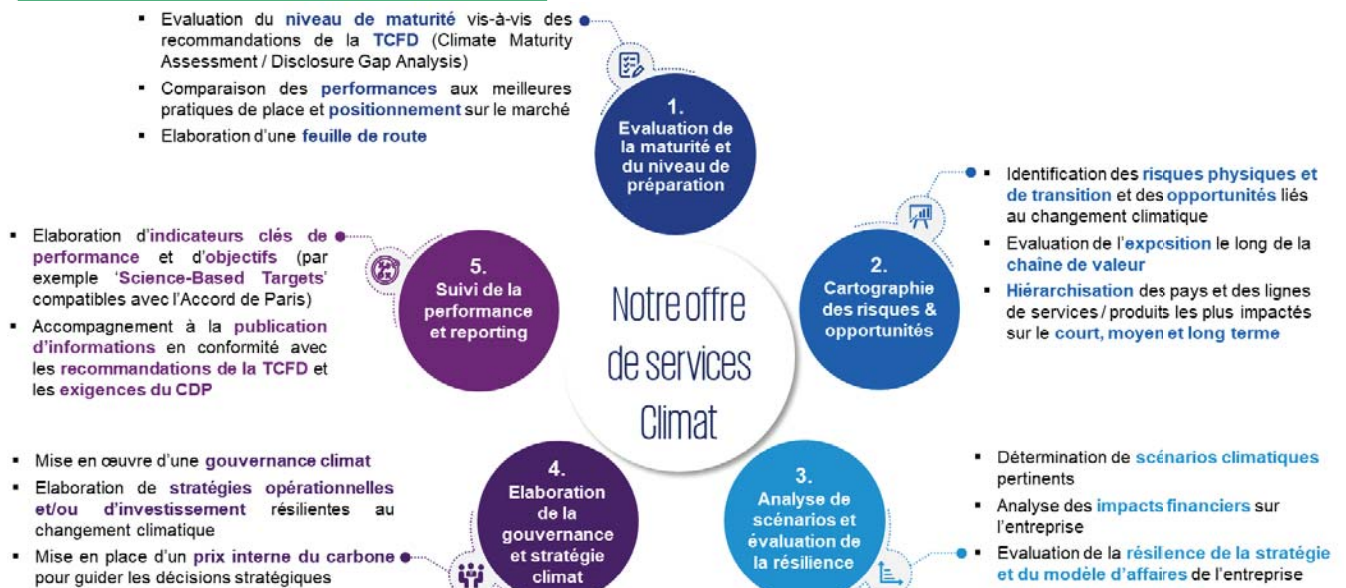 ▪ Evaluation du niveau de maturité vis-à-vis des
recommandations de la TCFD (Climate Maturity
Assessment / Disclosure Gap Analysis)
▪ Comparaison des performances aux meilleures
pratiques de place et positionnement sur le marché
▪ Elaboration d'une feuille de route
1.
Evaluation de
la maturité et
du niveau de
préparation
▪ Identification des risques physiques et
de transition et des opportunités liés
au changement climatique
▪ Evaluation de l'exposition le long de la
chaîne de valeur
▪ Hiérarchisation des pays et des lignes
de services / produits les plus impactés
sur le court, moyen et long terme
2.
Cartographie
des risques &
opportunités
▪ Elaboration d'indicateurs clés de
performance et d'objectifs (par
exemple 'Science-Based Targets'
compatibles avec l'Accord de Paris)
▪ Accompagnement à la publication
d'informations en conformité avec
les recommandations de la TCFD et
les exigences du CDP
5.
Suivi de la
performance
et reporting
Notre offre
de services
Climat
▪ Mise en œuvre d'une gouvernance climat
▪ Elaboration de stratégies opérationnelles
et/ou d'investissement résilientes au
changement climatique
▪ Mise en place d'un prix interne du carbone
pour guider les décisions stratégiques
4.
Elaboration
de la
gouvernance
et stratégie
climat
3.
Analyse de
scénarios et
évaluation de
la résilience
▪ Détermination de scénarios climatiques
pertinents
▪ Analyse des impacts financiers sur
l'entreprise
▪ Evaluation de la résilence de la stratégie
et du modèle d'affaires de l'entreprise